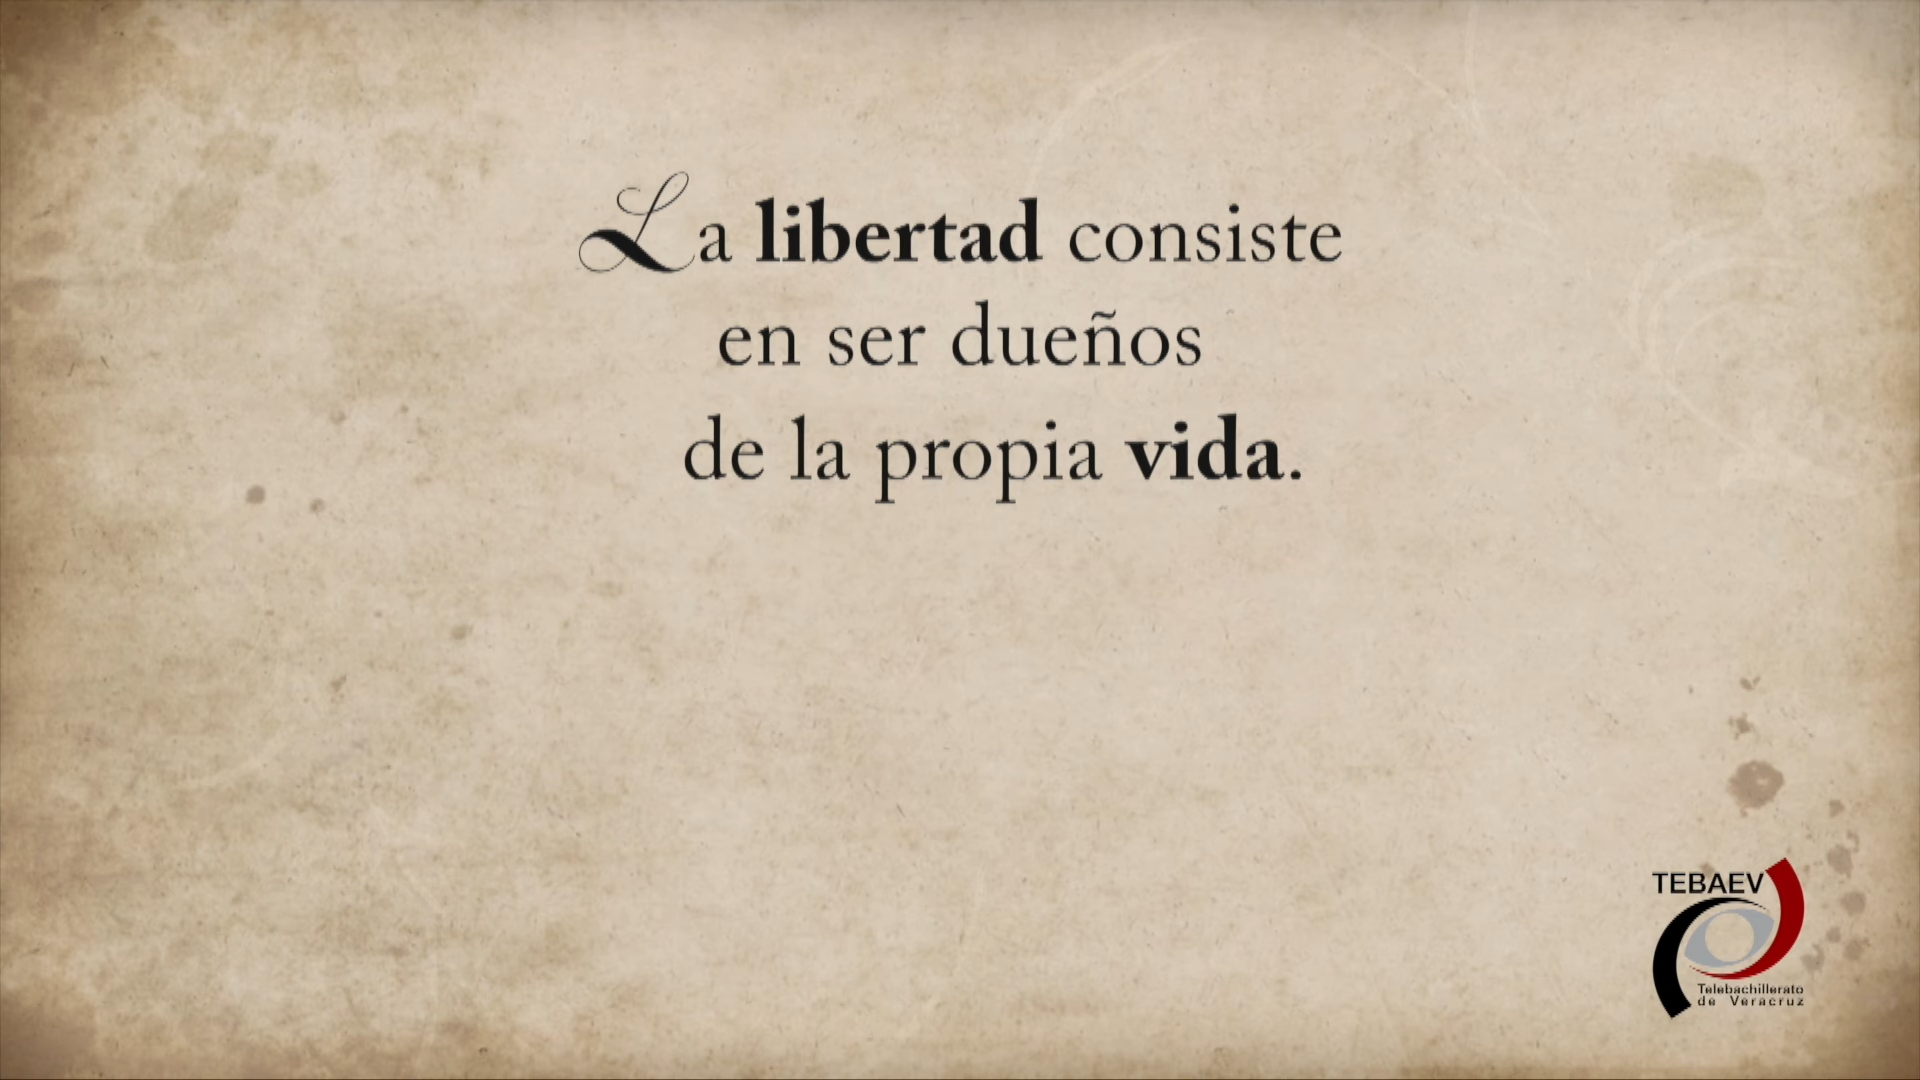 La libertad consiste
en ser dueños
de la propia vida.
TEBAEV
Telebachillerato
de Veracruz